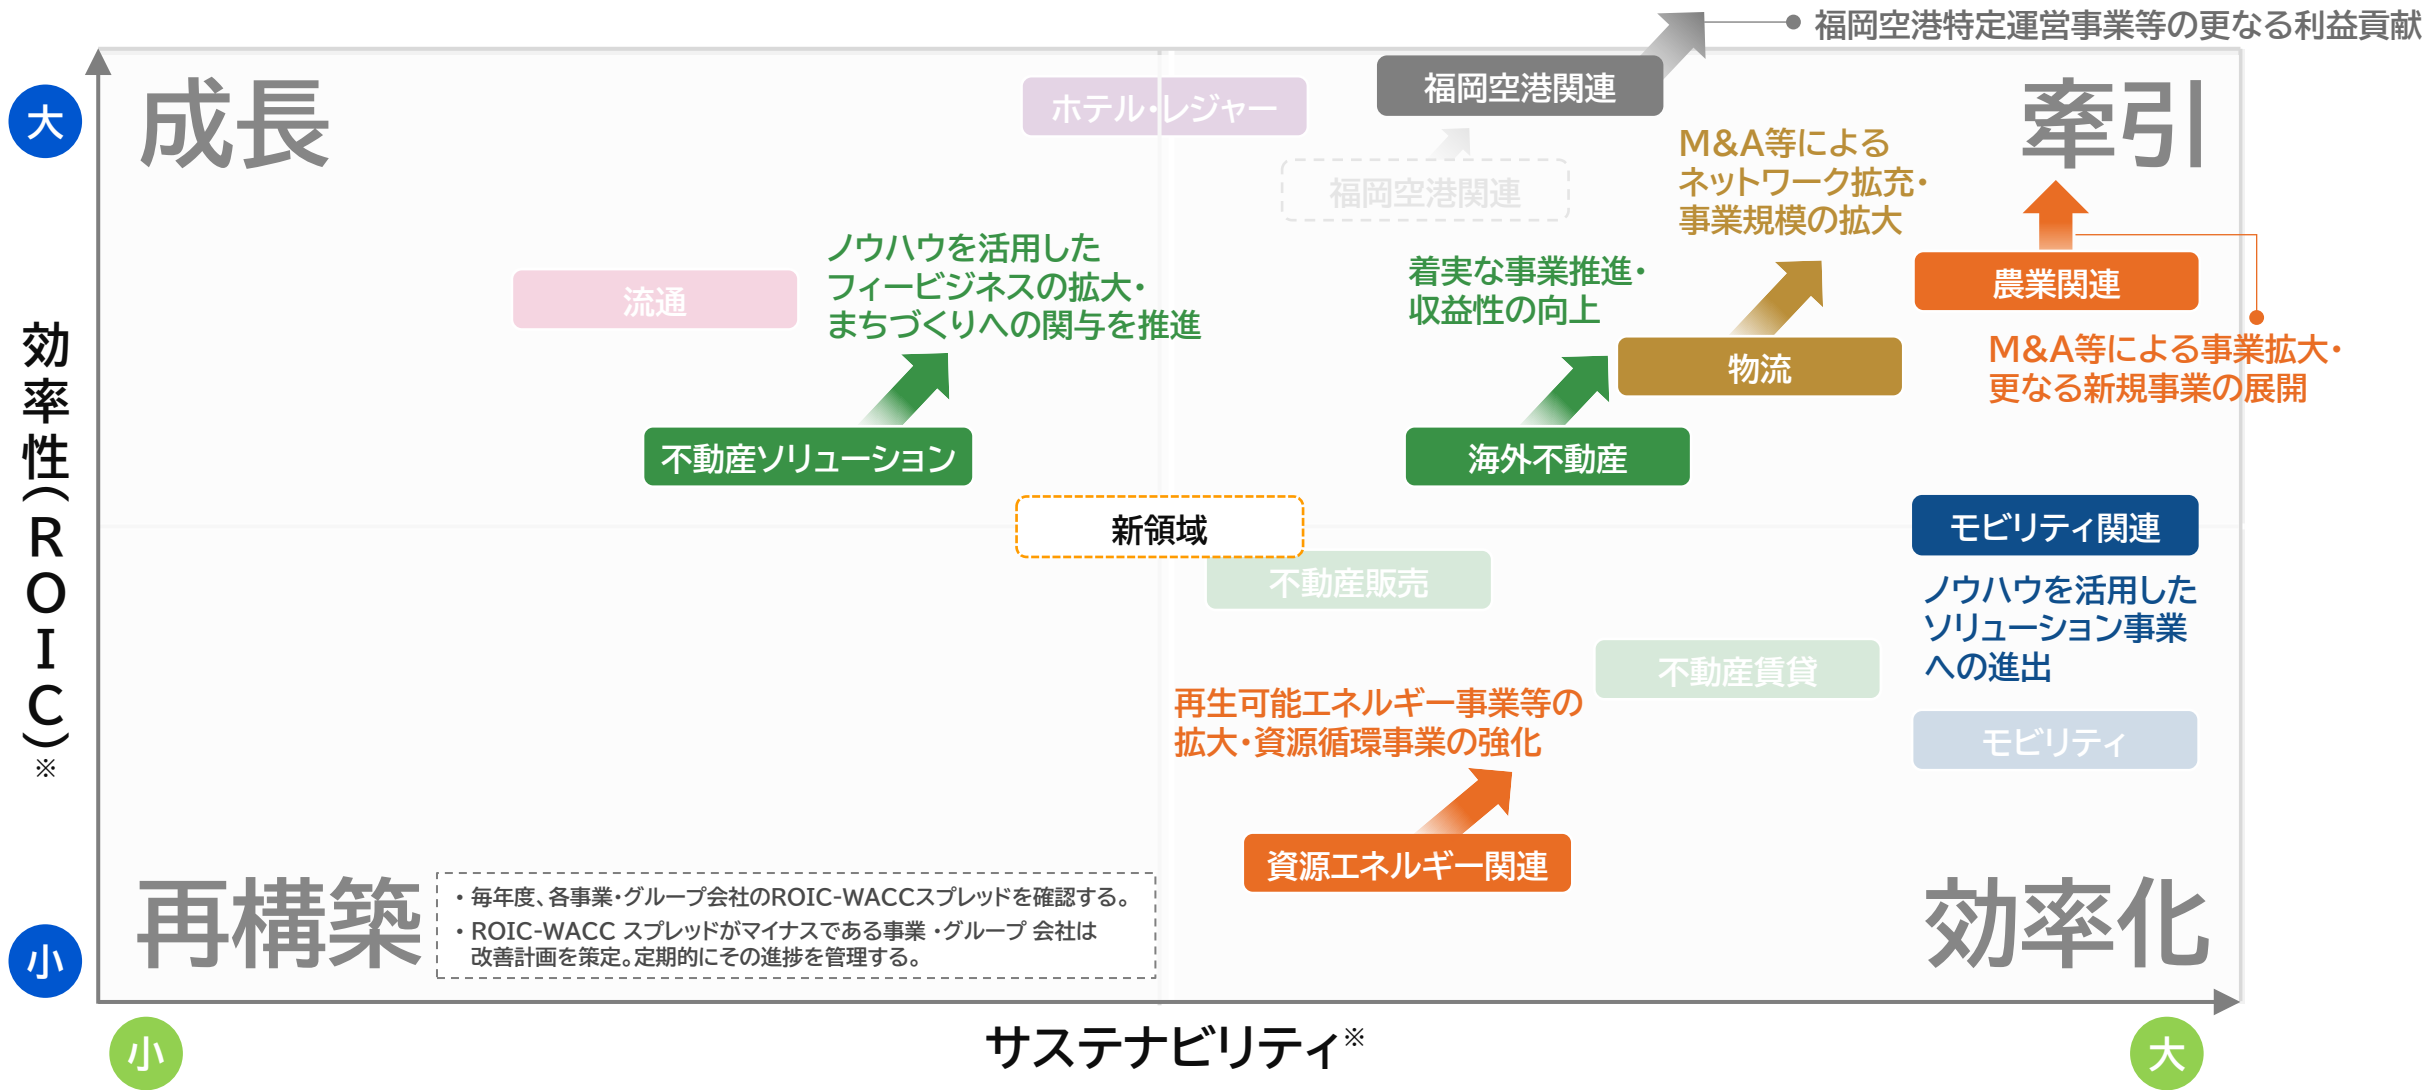 福岡空港特定運営事業等の更なる利益貢献
大
成長
ホテル・レジャー
福岡空港関連
牽引
福岡空港関連
M&A等による
ネットワーク拡充・
事業規模の拡大
ノウハウを活用した
フィービジネスの拡大・
まちづくりへの関与を推進
流通
着実な事業推進・
収益性の向上
農業関連
M&A等による事業拡大・
更なる新規事業の展開
物流
不動産ソリューション
海外不動産
効率性(ROIC)※
新領域
モビリティ関連
ノウハウを活用した
ソリューション事業
への進出
不動産販売
不動産賃貸
モビリティ
再生可能エネルギー事業等の
拡大・資源循環事業の強化
資源エネルギー関連
再構築
・毎年度、各事業・グループ会社のROIC-WACCスプレッドを確認する。
・ROIC-WACC スプレッドがマイナスである事業 ・グループ 会社は
改善計画を策定。定期的にその進捗を管理する。
効率化
小
小
サステナビリティ※
大